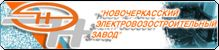 "НОВОЧЕРКАССКИЙ
ЭЛЕКТРОВОЗОСТРОИТЕЛЬНЫЙ
ЗАВОД"